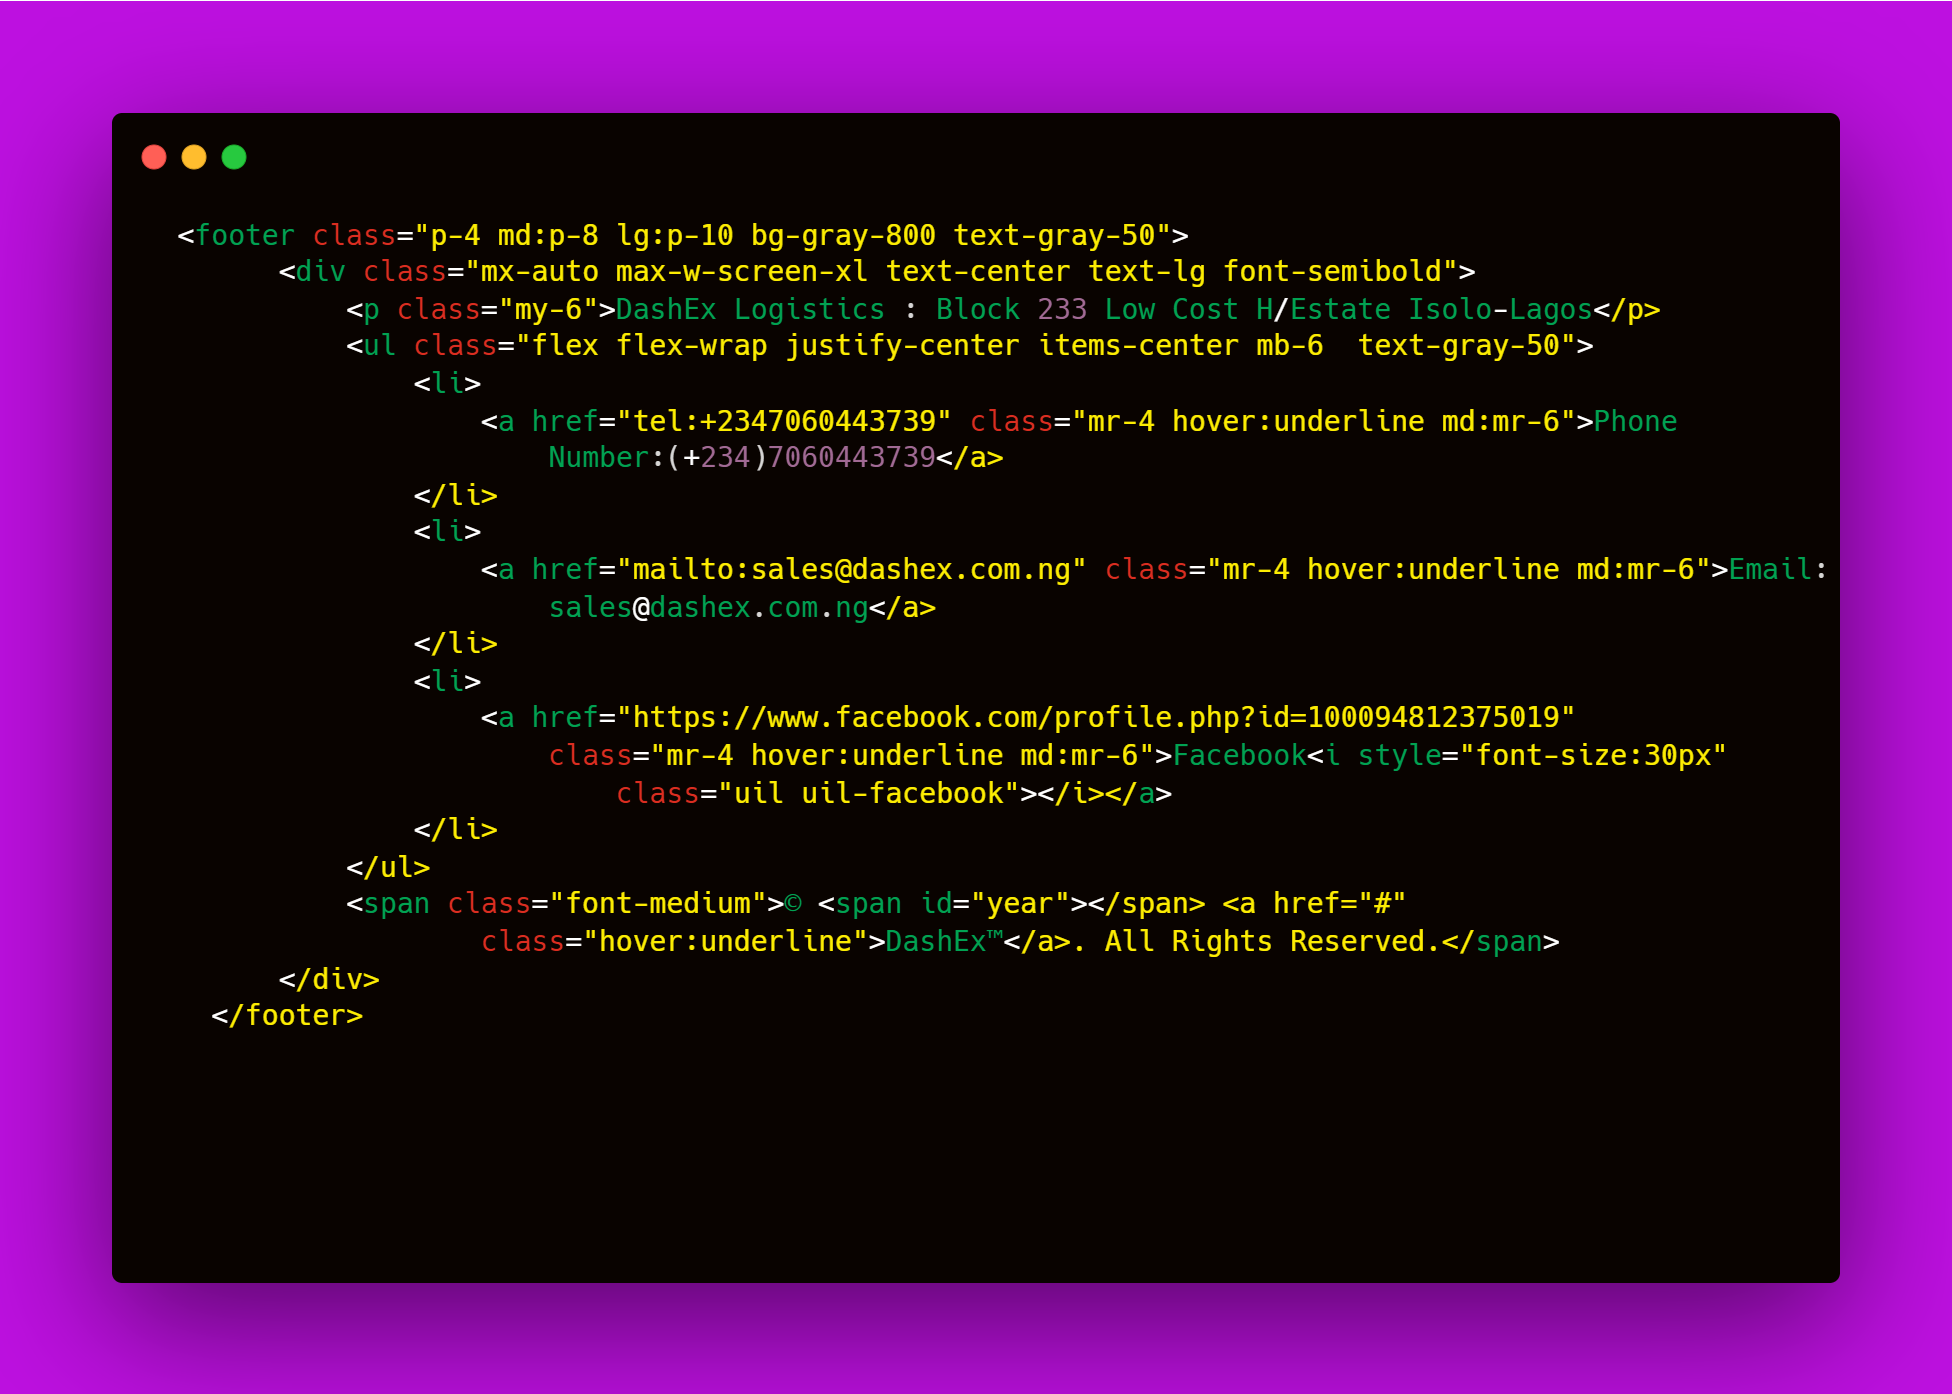 <footer class="p-4 md:p-8 lg:p-10 bg-gray-800 text-gray-50">
<div class="mx-auto max-w-screen-xl text-center text-lg font-semibold">
<p class="my-6">DashEx Logistics : Block 233 Low Cost H/Estate Isolo-Lagos</p>
<ul class="flex flex-wrap justify-center items-center mb-6  text-gray-50">
<li>
<a href="tel:+2347060443739" class="mr-4 hover:underline md:mr-6">Phone
Number:(+234)7060443739</a>
</li>
<li>
<a href="mailto:sales@dashex.com.ng" class="mr-4 hover:underline md:mr-6">Email:
sales@dashex.com.ng</a>
</li>
<li>
<a href="https://www.facebook.com/profile.php?id=100094812375019"
class="mr-4 hover:underline md:mr-6">Facebook<i style="font-size:30px"
class="uil uil-facebook"></i></a>
</li>
</ul>
<span class="font-medium">© <span id="year"></span> <a href="#"
class="hover:underline">DashEx™</a>. All Rights Reserved.</span>
</div>
</footer>